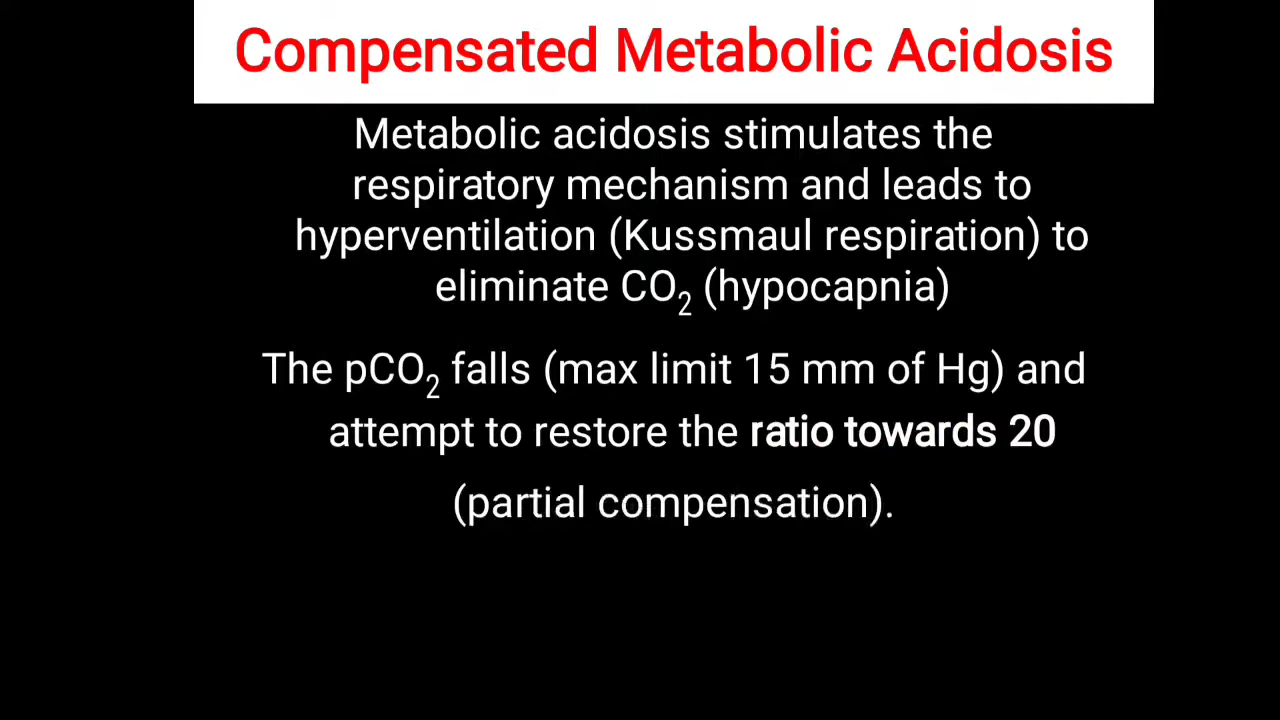 Compensated Metabolic Acidosis
Metabolic acidosis stimulates the
respiratory mechanism and leads to
hyperventilation (Kussmaul respiration) to
eliminate CO₂ (hypocapnia)
The pCO₂ falls (max limit 15 mm of Hg) and
attempt to restore the ratio towards 20
(partial compensation).